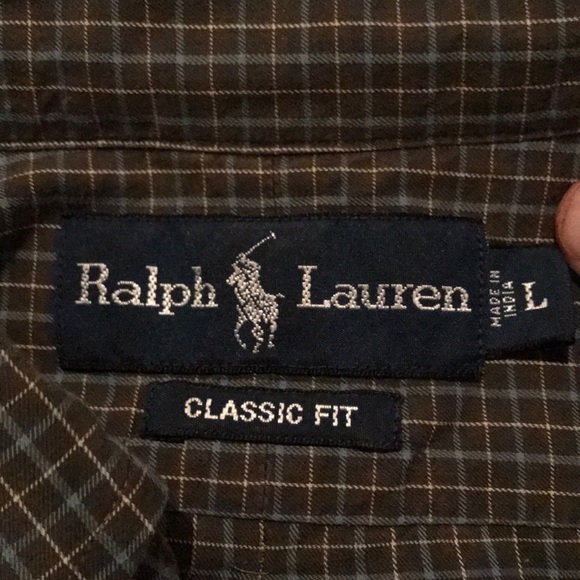 Ralph Lauren
MADE IN
INDIA
L
CLASSIC FIT